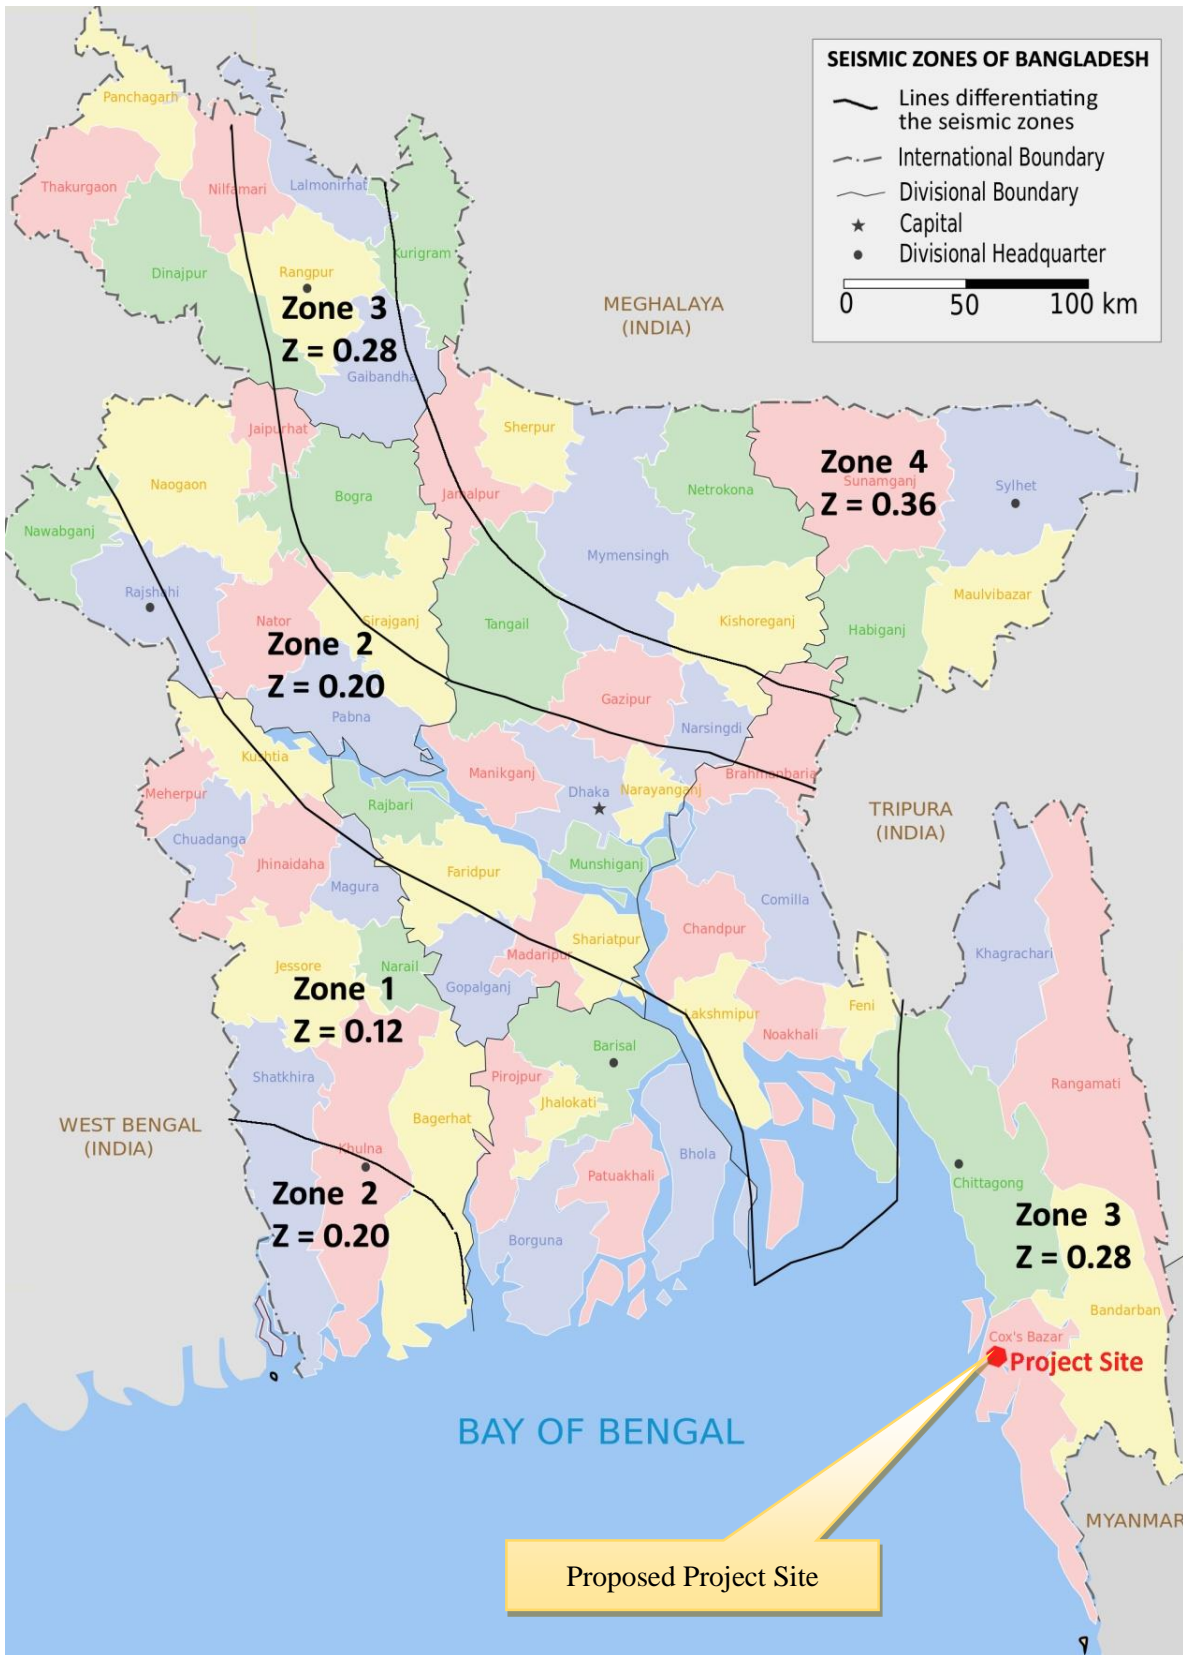 SEISMIC ZONES OF BANGLADESH
Lines differentiating
the seismic zones
International Boundary
Divisional Boundary
Capital
Divisional Headquarter
0 50 100 km
Panchagarh
Thakurgaon
Nilfamari
Lalmonirhat
Kurigram
Dinajpur
Rangpur
Zone 3
Z = 0.28
Gaibandha
MEGHALAYA
(INDIA)
Jaipurhat
Sherpur
Naogaon
Bogra
Jamalpur
Netrokona
Zone 4
Sunamganj
Z = 0.36
Sylhet
Nawabganj
Mymensingh
Rajshahi
Maulvibazar
Nator
Sirajganj
Tangail
Kishoreganj
Habiganj
Zone 2
Z = 0.20
Pabna
Gazipur
Narsingdi
Kushtia
Manikganj
Brahmanbaria
Meherpur
Rajbari
Dhaka
Narayanganj
TRIPURA
(INDIA)
Chuadanga
Jhinaidaha
Magura
Faridpur
Munshiganj
Comilla
Chandpur
Shariatpur
Madaripur
Khagrachari
Jessore
Narail
Gopalganj
Zone 1
Z = 0.12
Lakshmipur
Noakhali
Feni
Barisal
Shatkhira
Pirojpur
Jhalokati
Rangamati
Bagerhat
WEST BENGAL
(INDIA)
Khulna
Patuakhali
Bhola
Chittagong
Zone 2
Z = 0.20
Borguna
Zone 3
Z = 0.28
Bandarban
Cox's Bazar
Project Site
BAY OF BENGAL
MYANMAR
Proposed Project Site